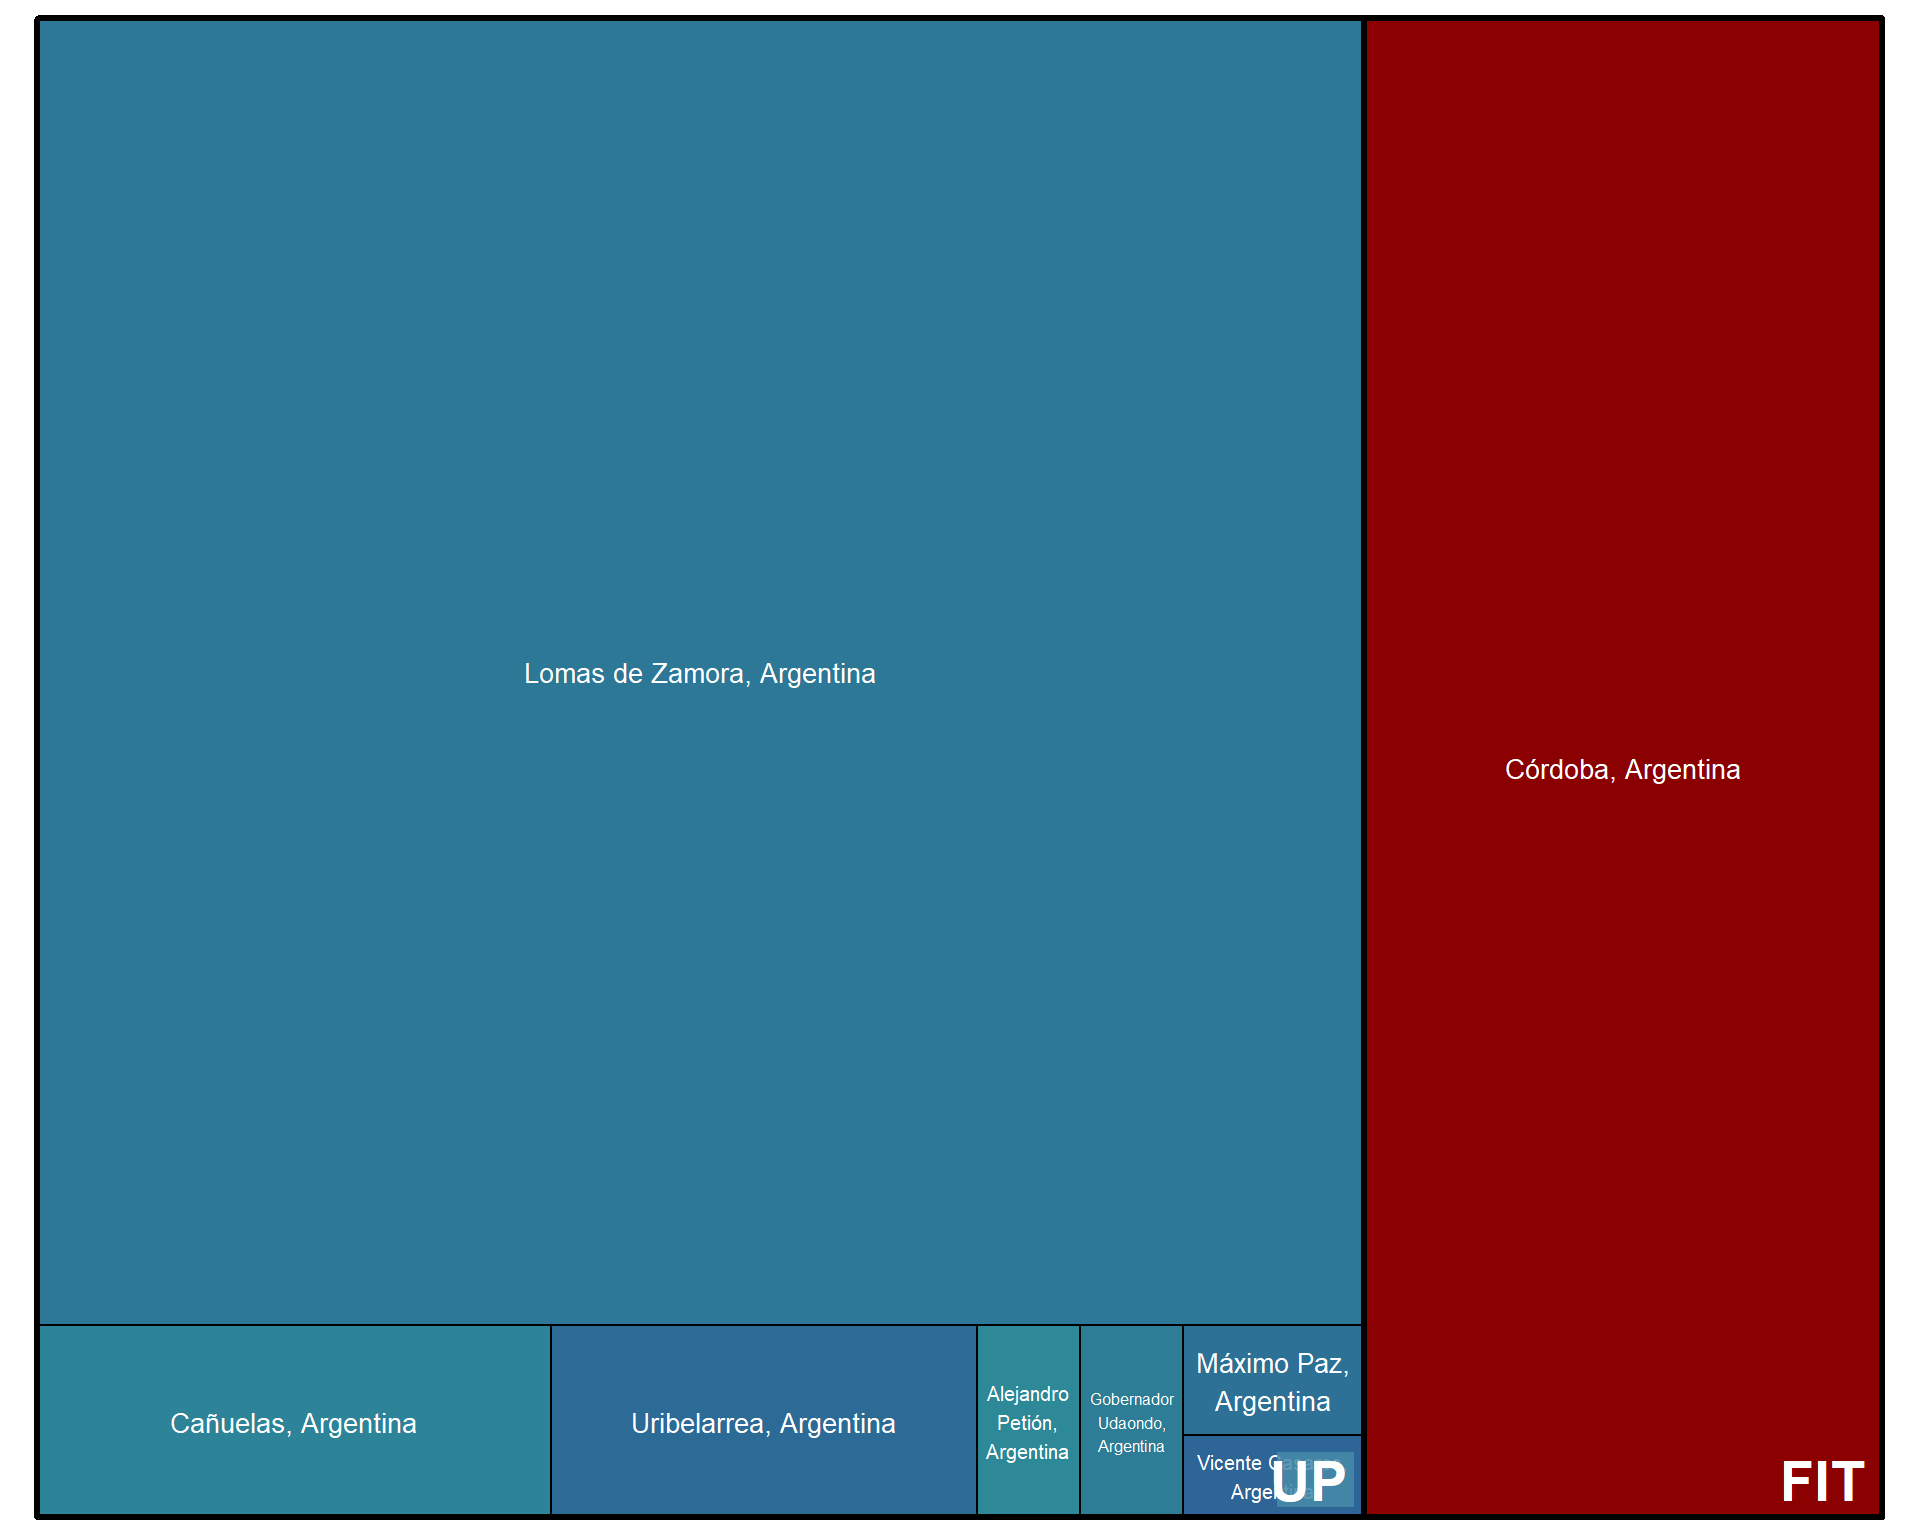 Lomas de Zamora, Argentina
Córdoba, Argentina
Cañuelas, Argentina
Uribelarrea, Argentina
Alejandro
Petión,
Argentina
Gobernador
Udaondo,
Argentina
Máximo Paz,
Argentina
Vicente
UP
FIT